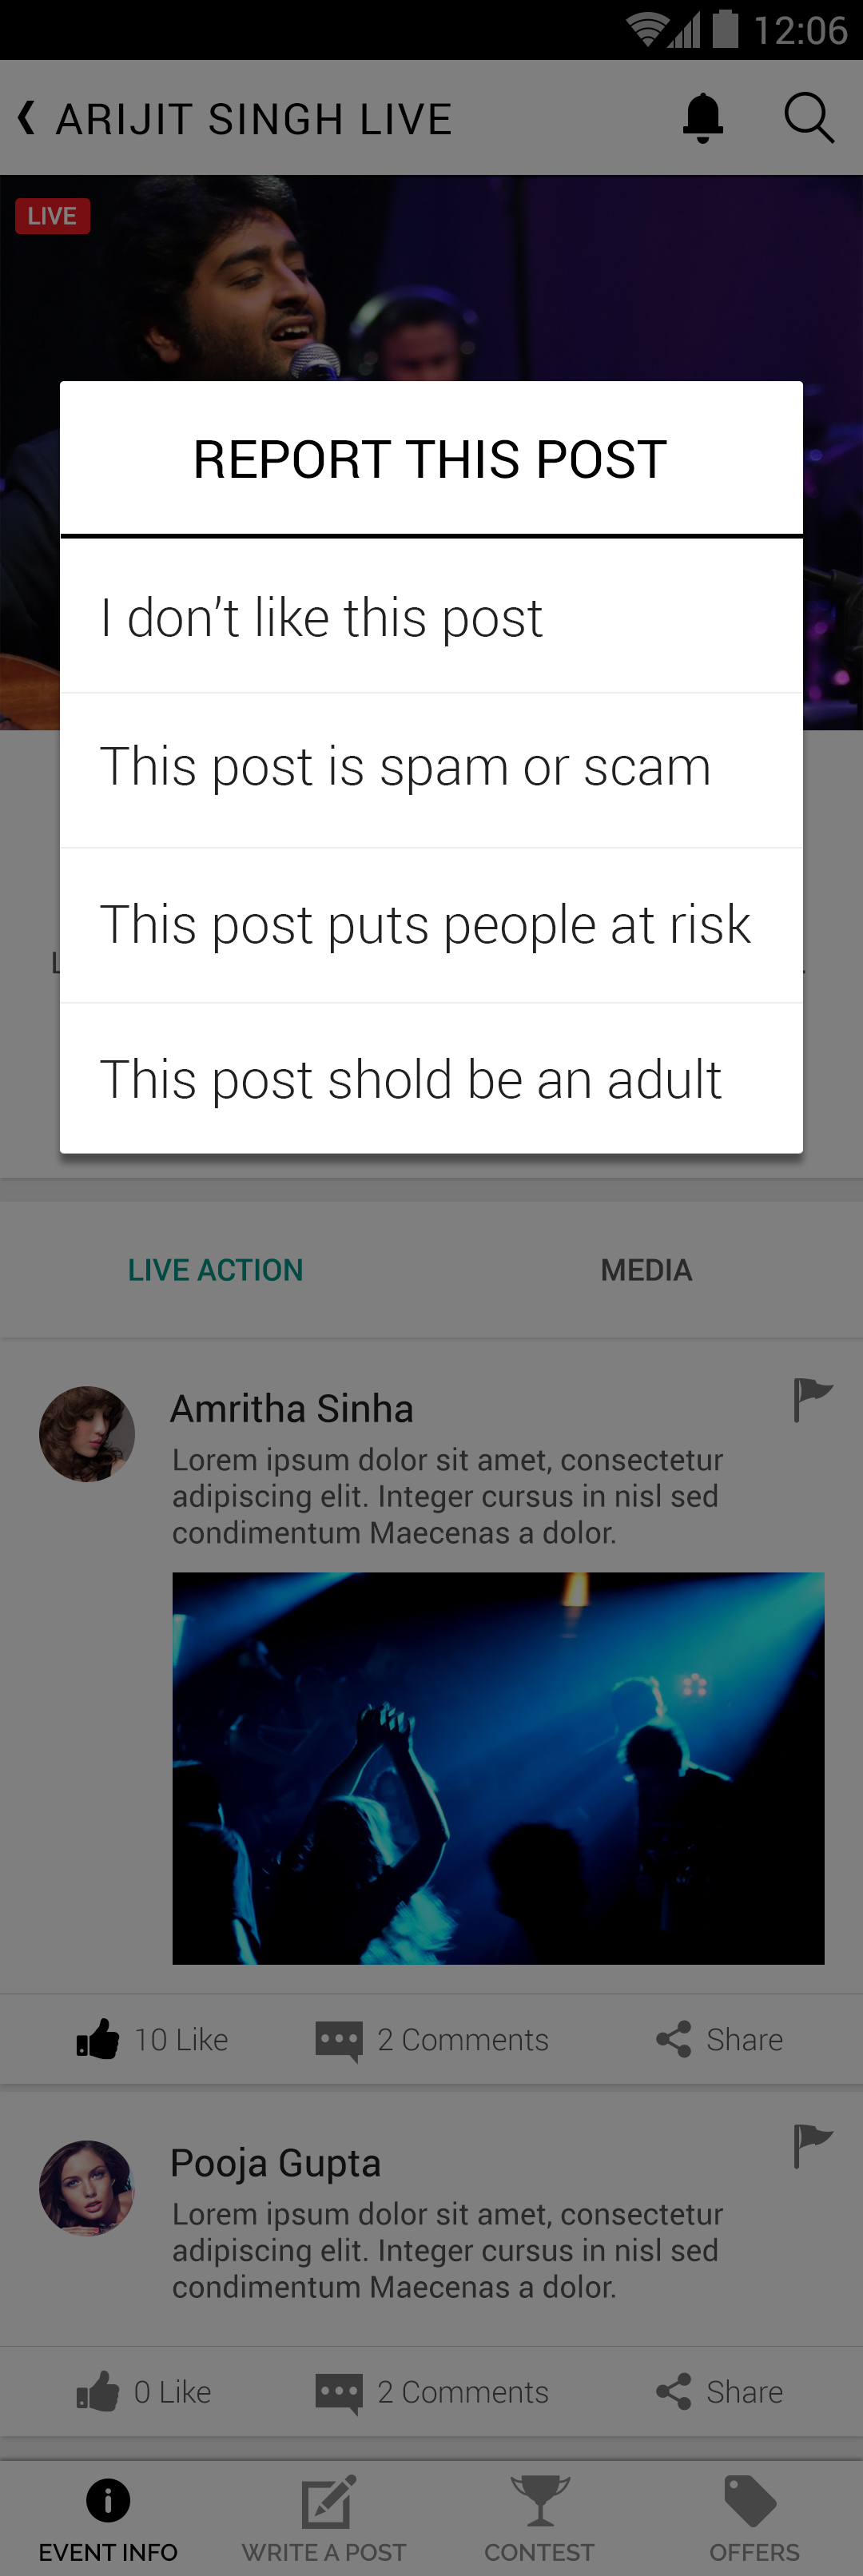 12:06
ARIJIT SINGH LIVE
LIVE
REPORT THIS POST
I don’t like this post
This post is spam or scam
This post puts people at risk
This post shold be an adult
LIVE ACTION
MEDIA
Amritha Sinha
Lorem ipsum dolor sit amet, consectetur
adipiscing elit. Integer cursus in nisl sed
condimentum Maecenas a dolor.
10 Like
2 Comments
Share
Pooja Gupta
Lorem ipsum dolor sit amet, consectetur
adipiscing elit. Integer cursus in nisl sed
condimentum Maecenas a dolor.
0 Like
2 Comments
Share
EVENT INFO
WRITE A POST
CONTEST
OFFERS